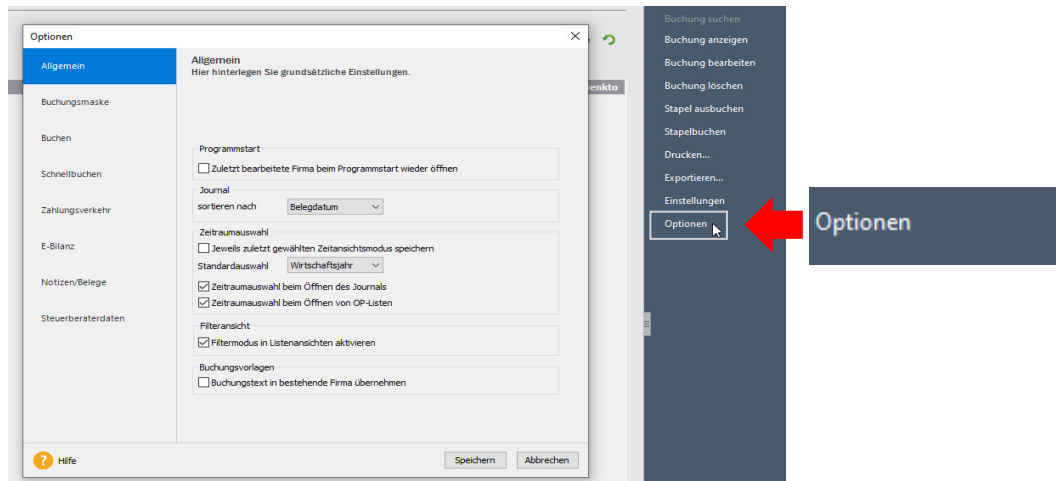 Optionen
Allgemein
Buchungsmaske
Buchen
Schnellbuchen
Zahlungsverkehr
E-Bilanz
Notizen/Belege
Steuerberaterdaten
Allgemein
Hier hinterlegen Sie grundsätzliche Einstellungen.
Programmstart
Zuletzt bearbeitete Firma beim Programmstart wieder öffnen
Journal
sortieren nach Belegdatum
Zeitraumauswahl
Jeweils zuletzt gewählten Zeitansichtsmodus speichern
Standardauswahl Wirtschaftsjahr
Zeitraumauswahl beim Öffnen des Journals
Zeitraumauswahl beim Öffnen von OP-Listen
Filteransicht
Filtermodus in Listenansichten aktivieren
Buchungsvorlagen
Buchungstext in bestehende Firma übernehmen
? Hilfe
Speichern Abbrechen
Buchung suchen
Buchung anzeigen
Buchung bearbeiten
Buchung löschen
Stapel ausbuchen
Stapelbuchen
Drucken...
Exportieren...
Einstellungen
Optionen
Optionen